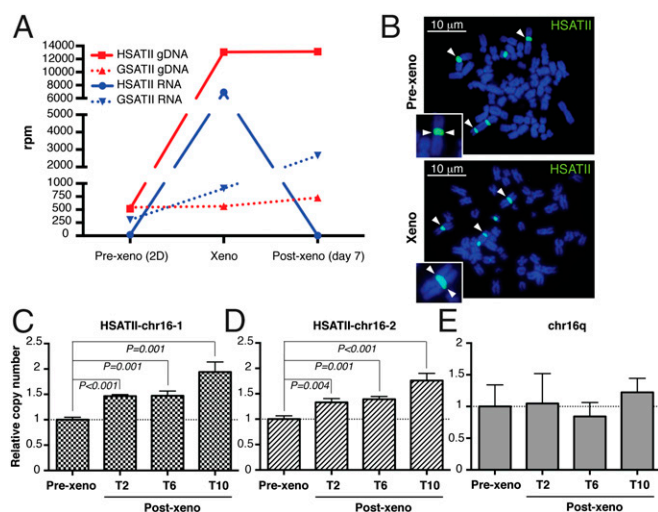 A
HSATII gDNA
GSATII gDNA
HSATII RNA
GSATII RNA
rpm
14000
12000
10000
8000
6000
5000
4000
3000
2000
1000
750
500
250
0
Pre-xeno (2D)
Xeno
Post-xeno (day 7)
B
10 µm
HSATII
Pre-xeno
10 µm
HSATII
Xeno
C
HSATII-chr16-1
Relative copy number
2.5
2
1.5
1
0.5
0
P=0.001
P=0.001
P<0.001
Pre-xeno
T2
T6
T10
Post-xeno
D
HSATII-chr16-2
2.5
2
1.5
1
0.5
0
P<0.001
P=0.001
P=0.004
Pre-xeno
T2
T6
T10
Post-xeno
E
chr16q
2
1.5
1
0.5
0
Pre-xeno
T2
T6
T10
Post-xeno